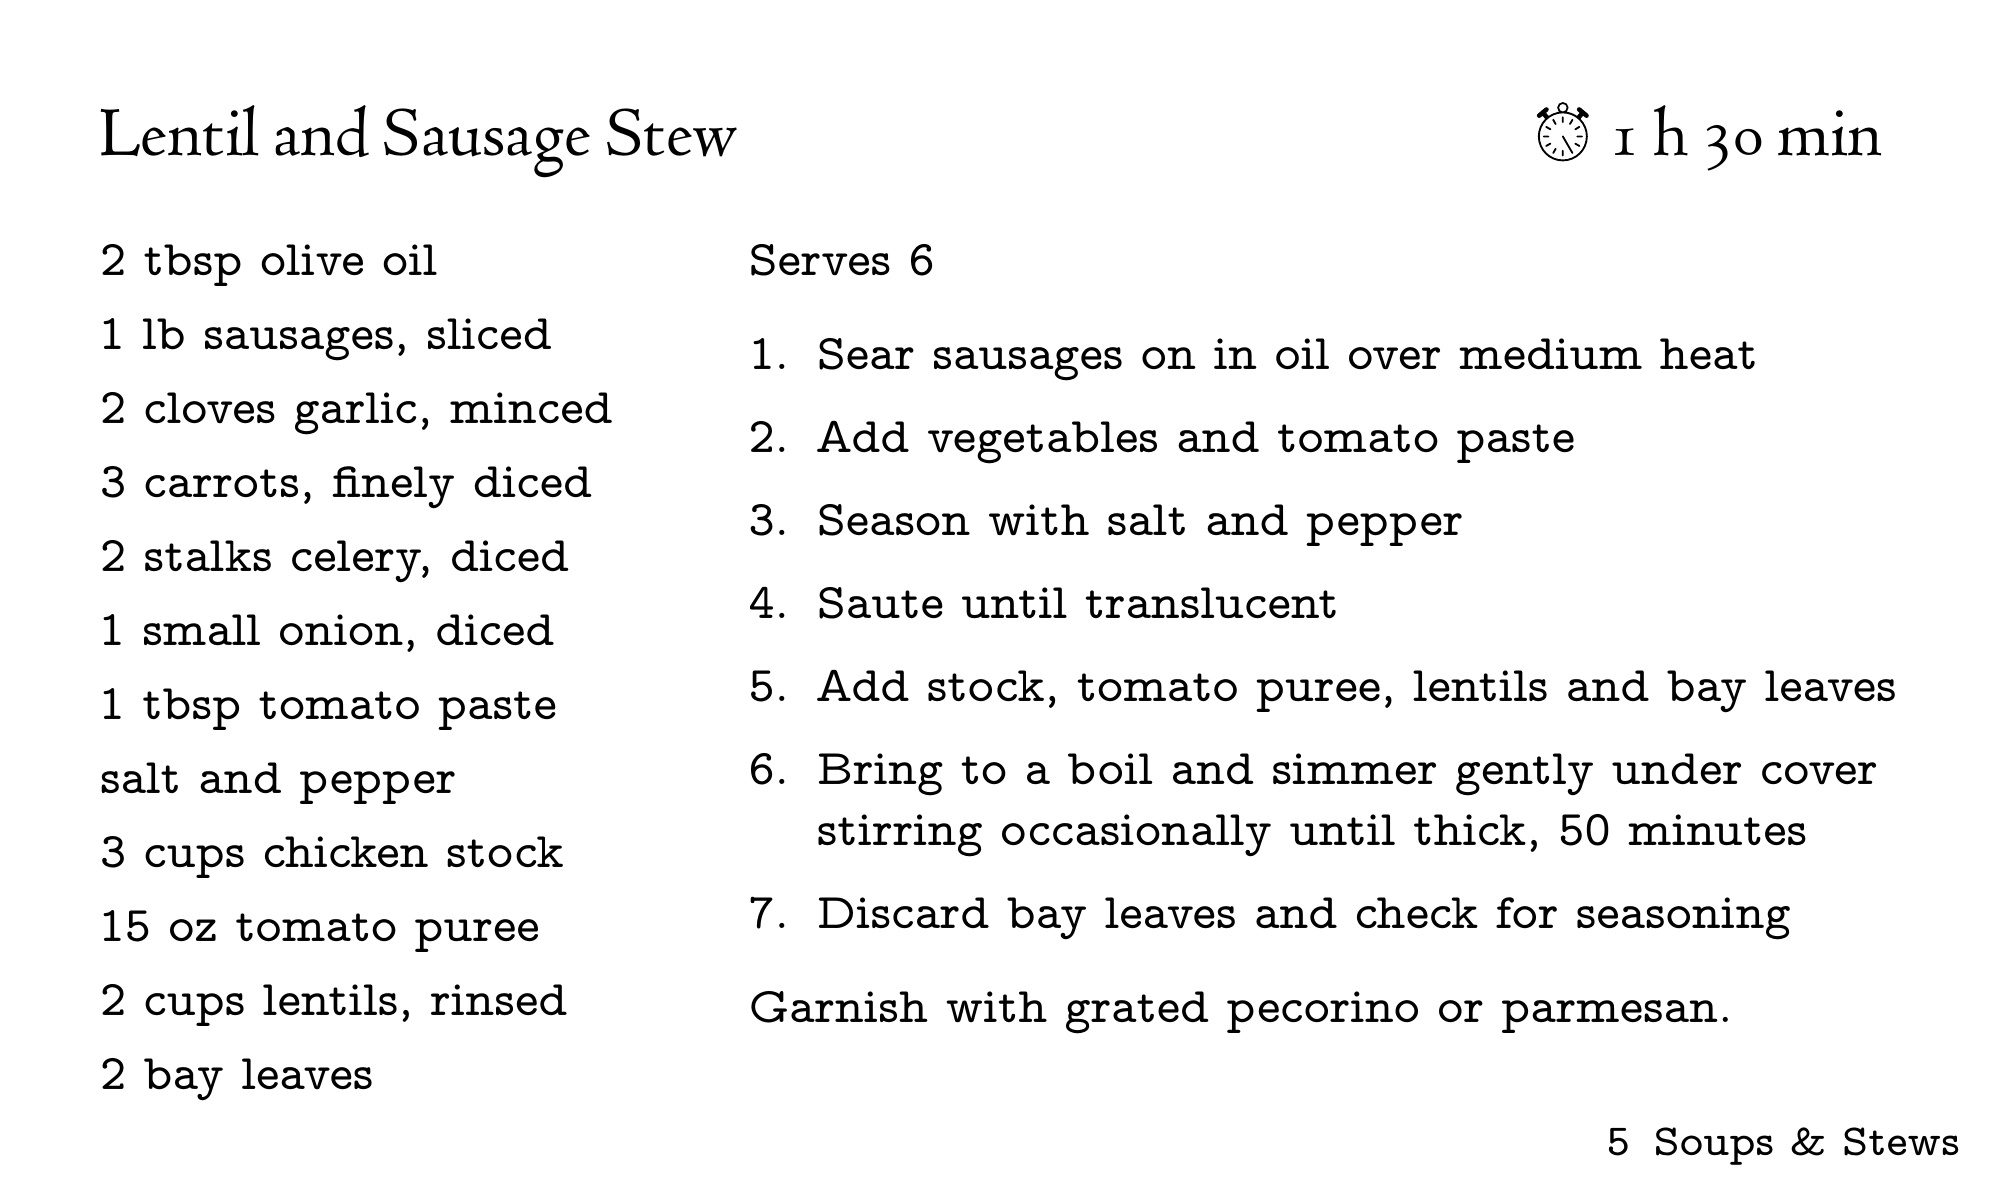 Lentil and Sausage Stew
1 h 30 min
2 tbsp olive oil
1 lb sausages, sliced
2 cloves garlic, minced
3 carrots, finely diced
2 stalks celery, diced
1 small onion, diced
1 tbsp tomato paste
salt and pepper
3 cups chicken stock
15 oz tomato puree
2 cups lentils, rinsed
2 bay leaves
Serves 6
1. Sear sausages on in oil over medium heat
2. Add vegetables and tomato paste
3. Season with salt and pepper
4. Saute until translucent
5. Add stock, tomato puree, lentils and bay leaves
6. Bring to a boil and simmer gently under cover
stirring occasionally until thick, 50 minutes
7. Discard bay leaves and check for seasoning
Garnish with grated pecorino or parmesan.
5 Soups & Stews